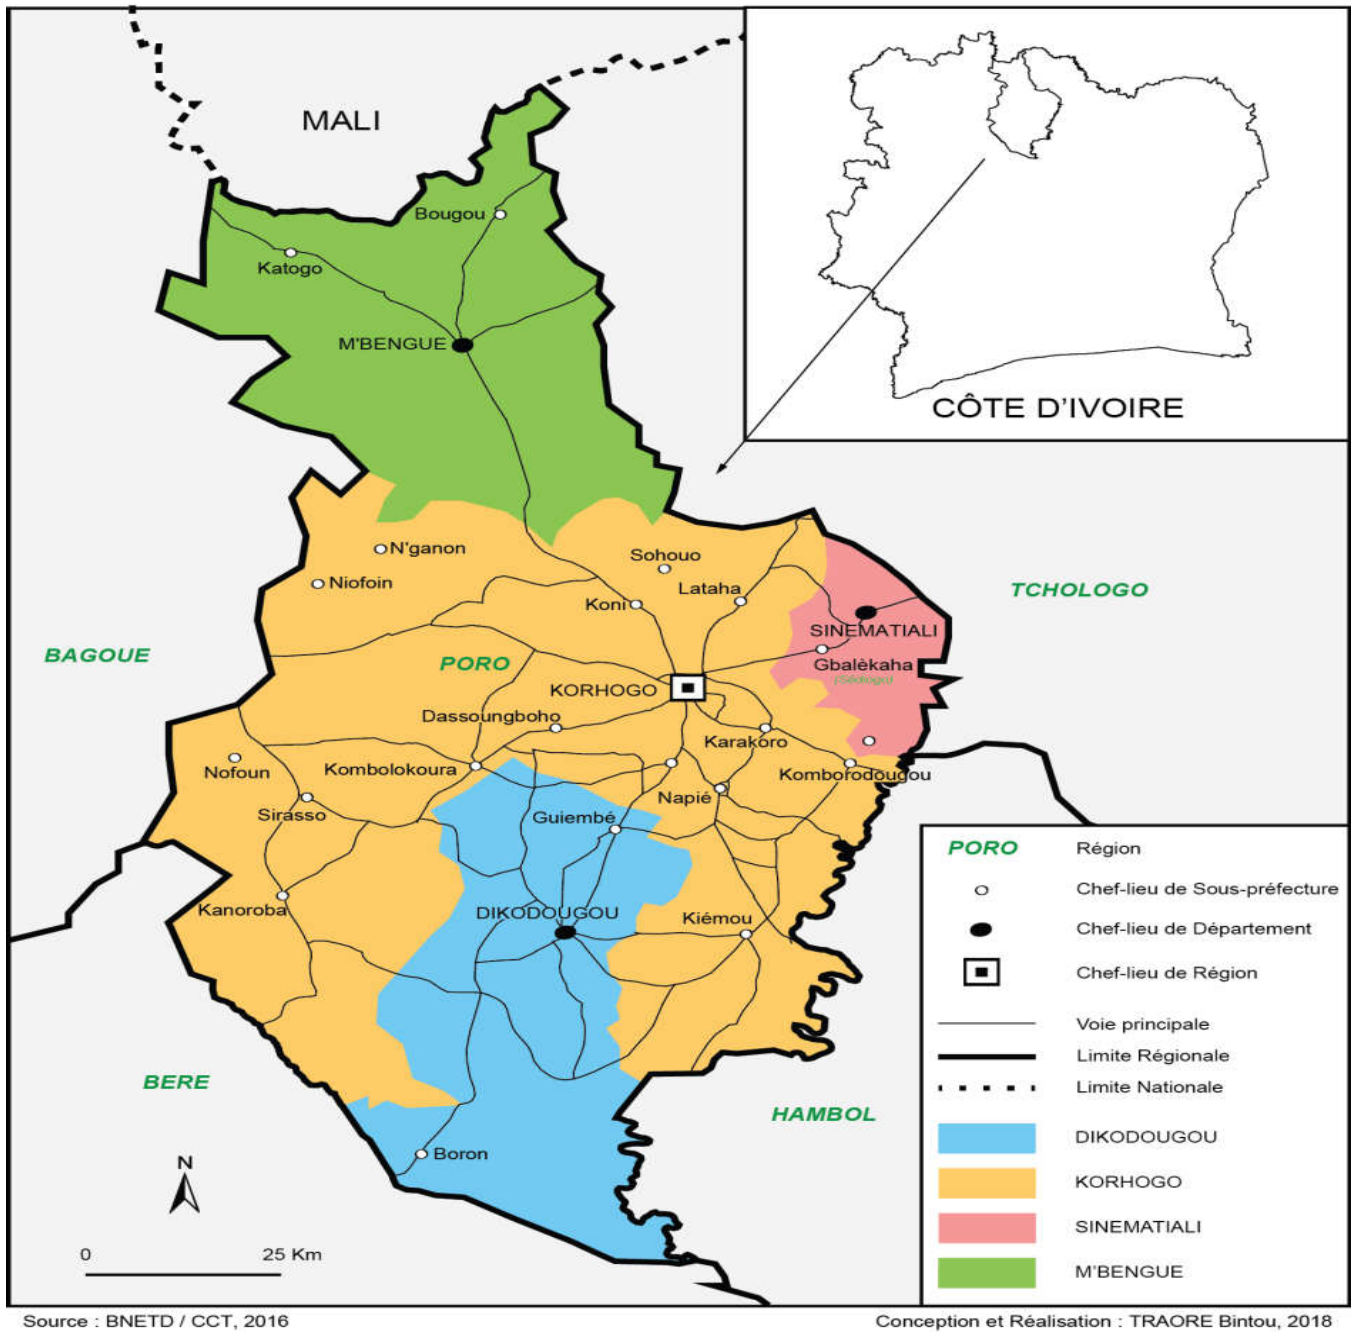 MALI
CÔTE D'IVOIRE
Bougou
Katogo
M'BENGUE
N'ganon
Niofoin
Sohouo
Lataha
Koni
TCHOLOGO
SINEMATIALI
BAGOUE
PORO
Gbalèkaha
(Sédiogo)
KORHOGO
Dassoungboho
Karakoro
Nofoun
Kombolokoura
Komborodougou
Napié
Sirasso
Guiembé
Kanoroba
DIKODOUGOU
Kiémou
BERE
HAMBOL
Boron
N
0 25 Km
PORO Région
Chef-lieu de Sous-préfecture
Chef-lieu de Département
Chef-lieu de Région
Voie principale
Limite Régionale
Limite Nationale
DIKODOUGOU
KORHOGO
SINEMATIALI
M'BENGUE
Source : BNETD / CCT, 2016
Conception et Réalisation : TRAORE Bintou, 2018